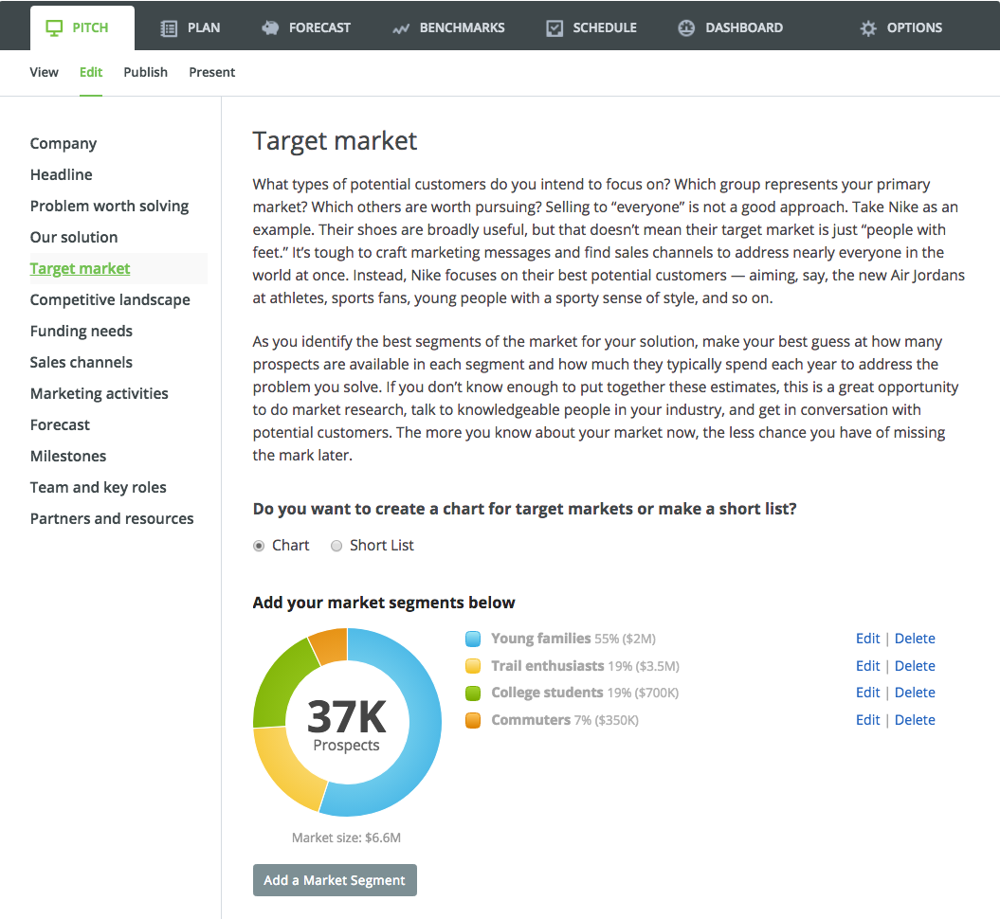 PITCH PLAN FORECAST BENCHMARKS SCHEDULE DASHBOARD OPTIONS
View Edit Publish Present
Company
Headline
Problem worth solving
Our solution
Target market
Competitive landscape
Funding needs
Sales channels
Marketing activities
Forecast
Milestones
Team and key roles
Partners and resources
Target market
What types of potential customers do you intend to focus on? Which group represents your primary
market? Which others are worth pursuing? Selling to “everyone” is not a good approach. Take Nike as an
example. Their shoes are broadly useful, but that doesn’t mean their target market is just “people with
feet.” It’s tough to craft marketing messages and find sales channels to address nearly everyone in the
world at once. Instead, Nike focuses on their best potential customers — aiming, say, the new Air Jordans
at athletes, sports fans, young people with a sporty sense of style, and so on.
As you identify the best segments of the market for your solution, make your best guess at how many
prospects are available in each segment and how much they typically spend each year to address the
problem you solve. If you don’t know enough to put together these estimates, this is a great opportunity
to do market research, talk to knowledgeable people in your industry, and get in conversation with
potential customers. The more you know about your market now, the less chance you have of missing
the mark later.
Do you want to create a chart for target markets or make a short list?
Chart Short List
Add your market segments below
37K
Prospects
Market size: $6.6M
Young families 55% ($2M) Edit | Delete
Trail enthusiasts 19% ($3.5M) Edit | Delete
College students 19% ($700K) Edit | Delete
Commuters 7% ($350K) Edit | Delete
Add a Market Segment